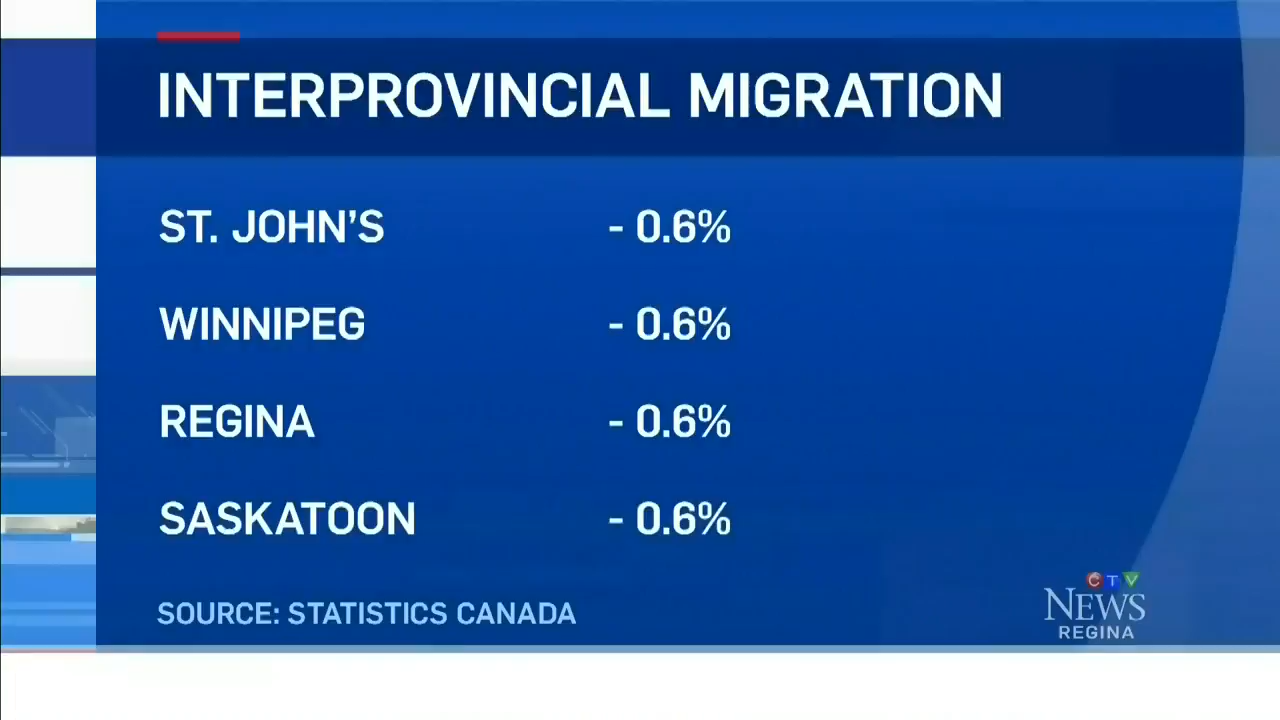 INTERPROVINCIAL MIGRATION
ST. JOHN'S - 0.6%
WINNIPEG - 0.6%
REGINA - 0.6%
SASKATOON - 0.6%
SOURCE: STATISTICS CANADA
CTV
NEWS
REGINA